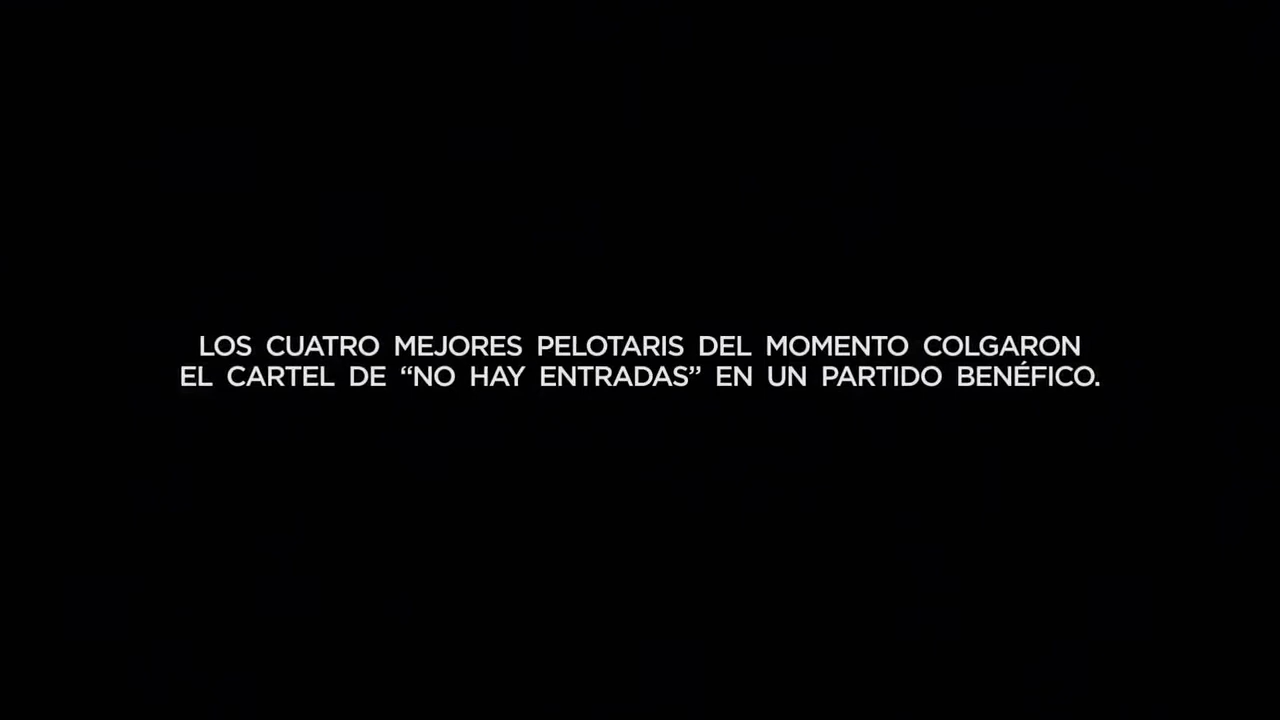 LOS CUATRO MEJORES PELOTARIS DEL MOMENTO COLGARON
EL CARTEL DE “NO HAY ENTRADAS” EN UN PARTIDO BENÉFICO.